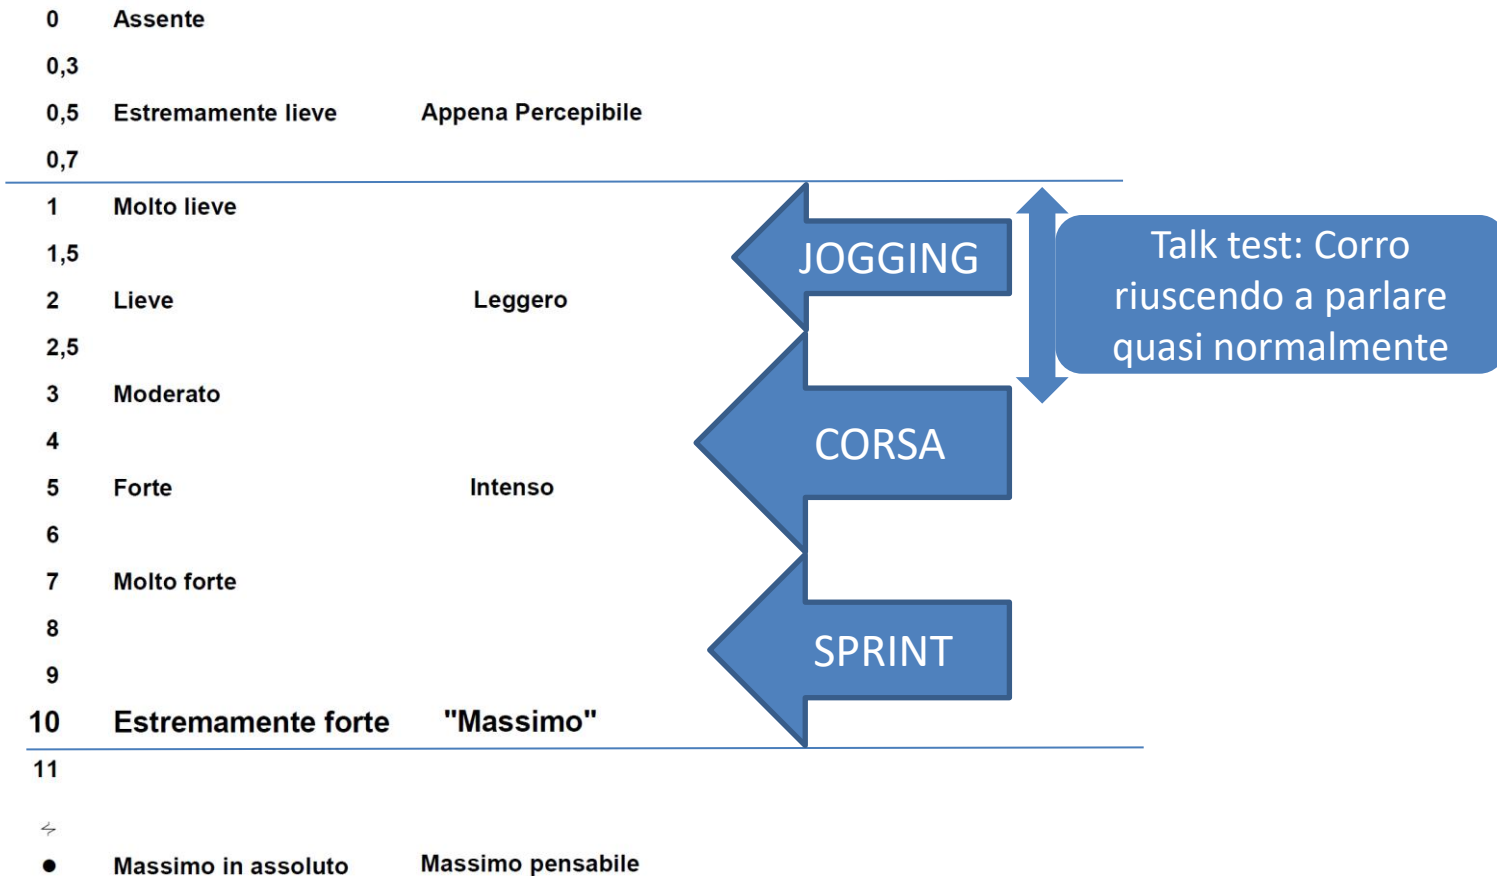 0 Assente
0,3
0,5 Estremamente lieve Appena Percepibile
0,7
1 Molto lieve
1,5
2 Lieve Leggero
2,5
3 Moderato
4
5 Forte Intenso
6
7 Molto forte
8
9
10 Estremamente forte "Massimo"
11
● Massimo in assoluto Massimo pensabile
JOGGING
CORSA
SPRINT
Talk test: Corro
riuscendo a parlare
quasi normalmente